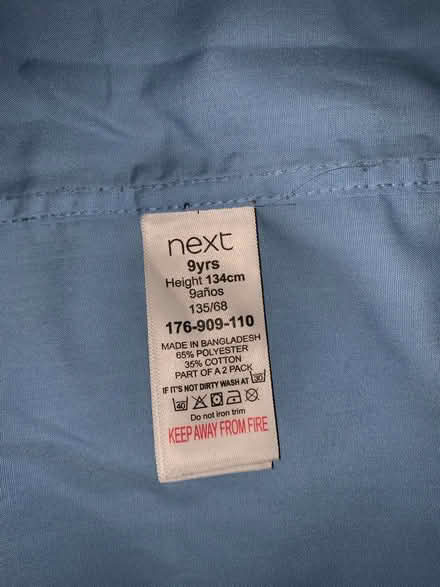 next
9yrs
Height 134cm
9años
135/68
176-909-110
MADE IN BANGLADESH
65% POLYESTER
35% COTTON
PART OF A 2 PACK
IF IT'S NOT DIRTY WASH AT 30
40
Do not iron trim
KEEP AWAY FROM FIRE